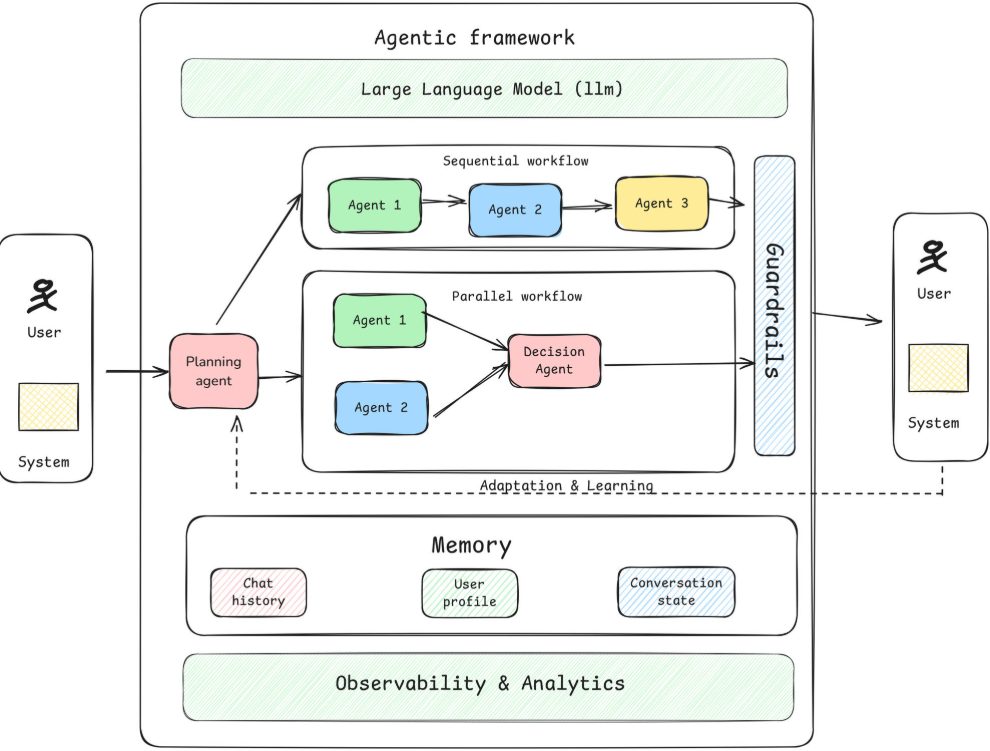 Agentic framework
Large Language Model (llm)
Sequential workflow
Agent 1
Agent 2
Agent 3
Guardrails
Parallel workflow
Agent 1
Decision
Agent
Agent 2
User
System
Planning
agent
User
System
Adaptation & Learning
Memory
Chat
history
User
profile
Conversation
state
Observability & Analytics